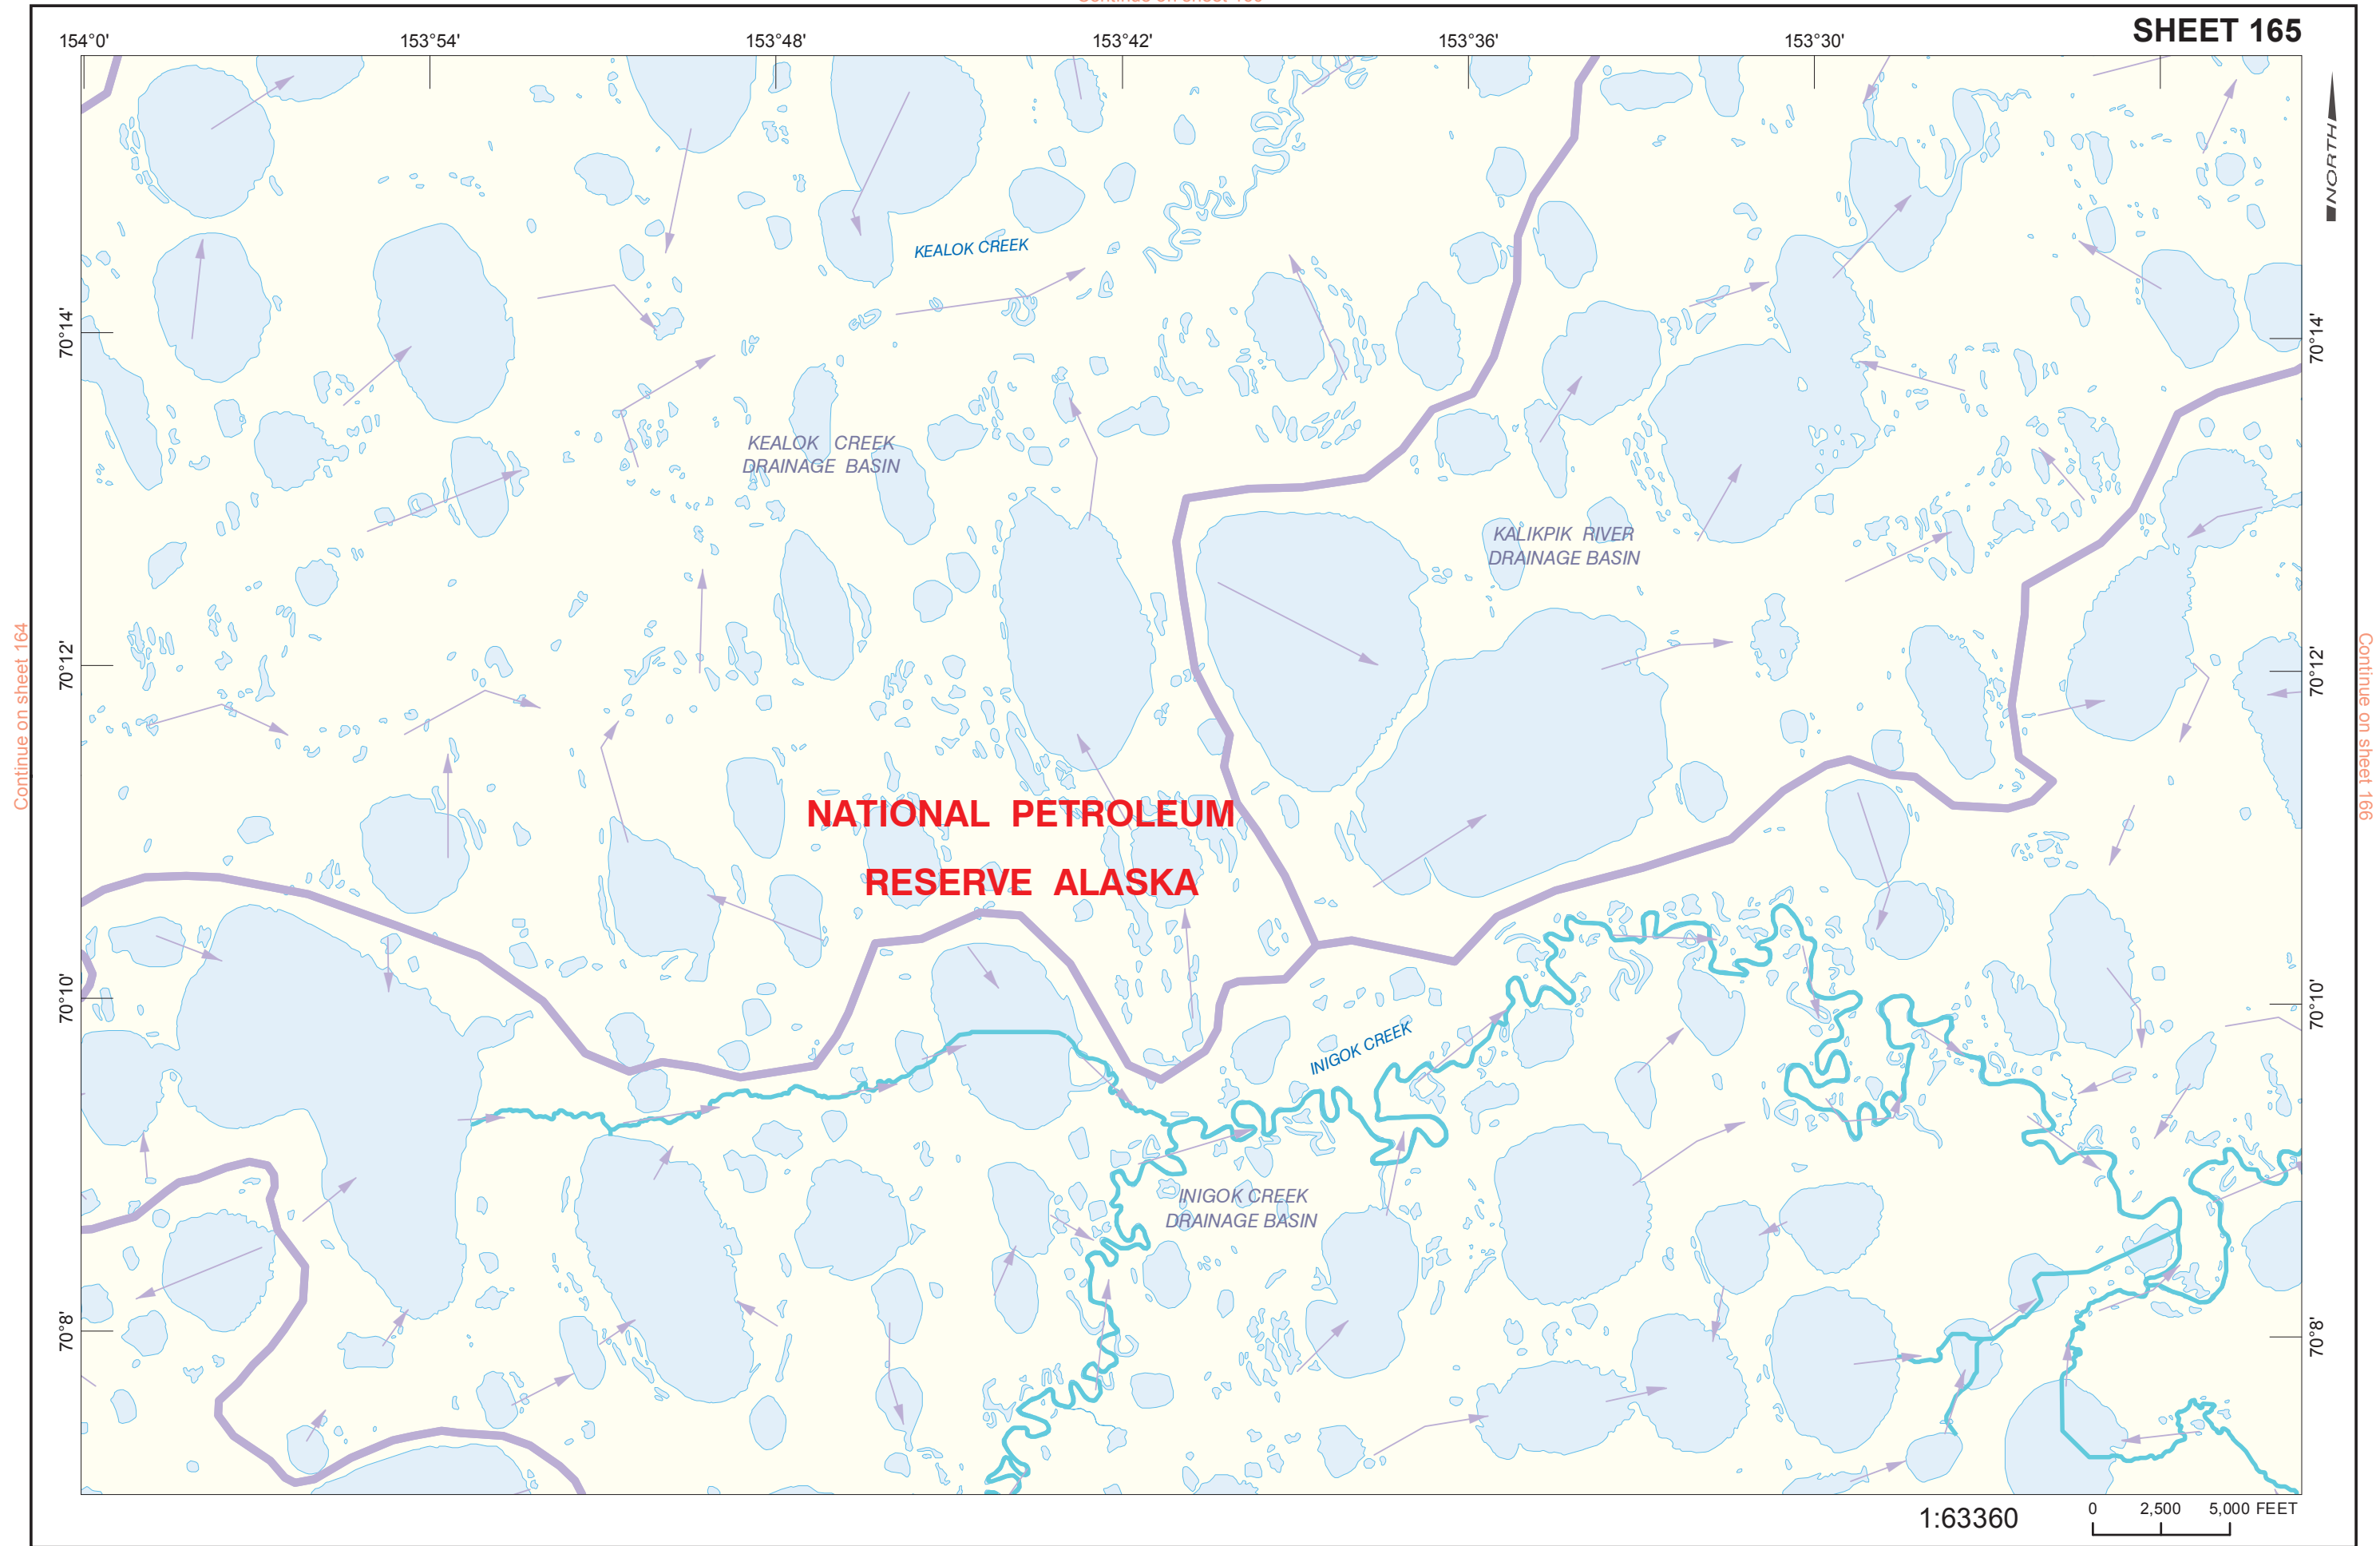 SHEET 165
154°0'
153°54'
153°48'
153°42'
153°36'
153°30'
NORTH
KEALOK CREEK
70°14'
70°14'
KEALOK CREEK
DRAINAGE BASIN
KALIKPIK RIVER
DRAINAGE BASIN
Continue on sheet 164
70°12'
70°12'
Continue on sheet 166
NATIONAL PETROLEUM
RESERVE ALASKA
70°10'
70°10'
INIGOK CREEK
INIGOK CREEK
DRAINAGE BASIN
70°8'
70°8'
1:63360
0 2,500 5,000 FEET